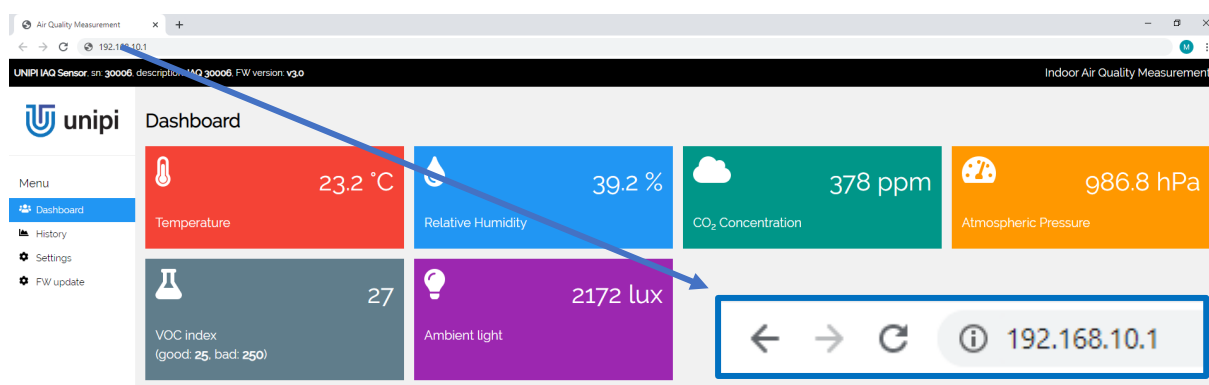 Air Quality Measurement
192.168.10.1
UNIPI IAQ Sensor, sn: 30006, description: IAQ 30006, FW version: v3.0
Indoor Air Quality Measurement
unipi
Dashboard
Menu
Dashboard
History
Settings
FW update
23.2 °C
Temperature
39.2 %
Relative Humidity
378 ppm
CO₂ Concentration
986.8 hPa
Atmospheric Pressure
27
VOC index
(good: 25, bad: 250)
2172 lux
Ambient light
M
192.168.10.1